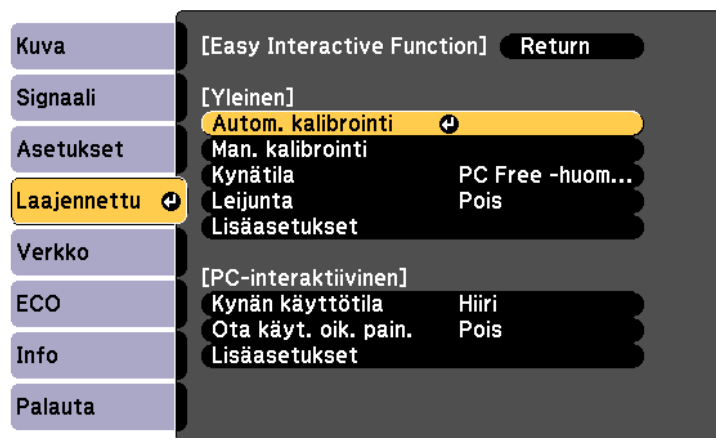 Kuva
Signaali
Asetukset
Laajennettu
Verkko
ECO
Info
Palauta
[Easy Interactive Function] Return
[Yleinen]
Autom. kalibrointi
Man. kalibrointi
Kynätila PC Free -huom...
Leijunta Pois
Lisäasetukset
[PC-interaktiivinen]
Kynän käyttötila Hiiri
Ota käyt. oik. pain. Pois
Lisäasetukset